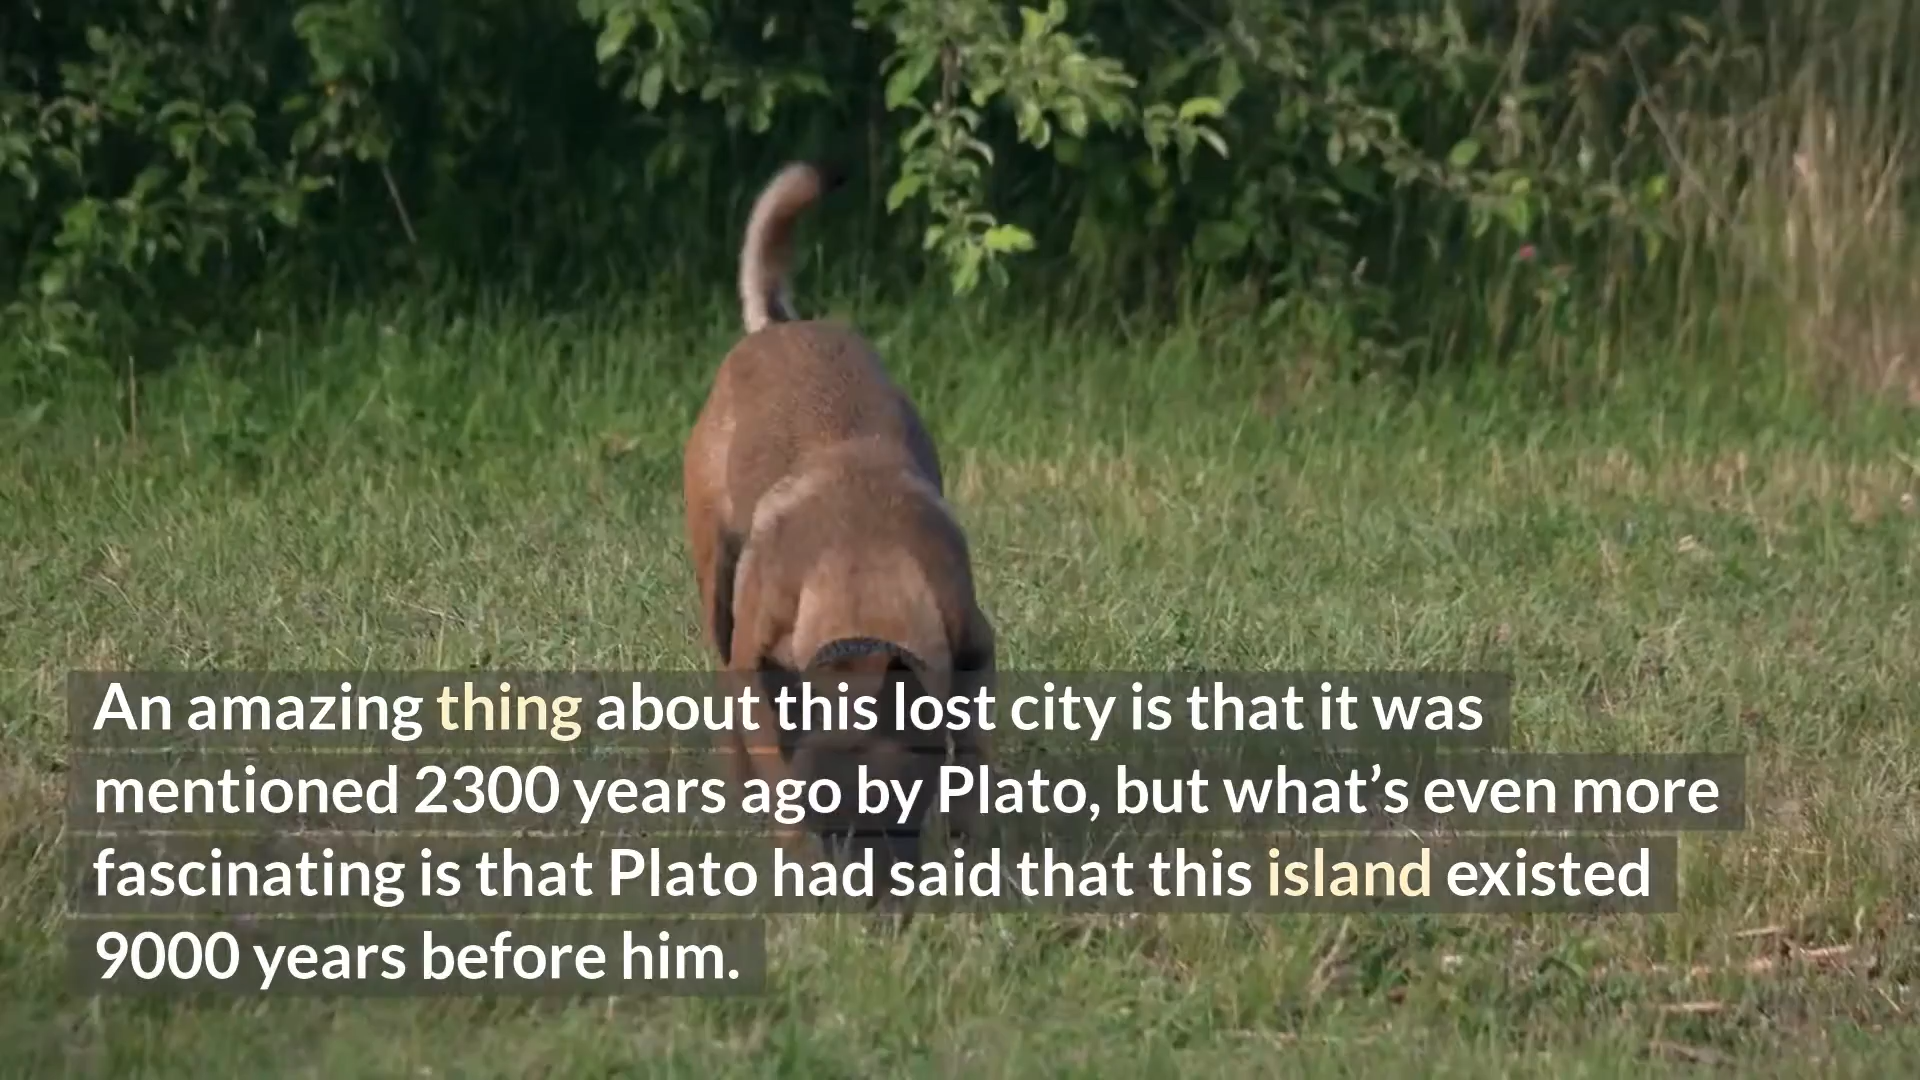 An amazing thing about this lost city is that it was
mentioned 2300 years ago by Plato, but what’s even more
fascinating is that Plato had said that this island existed
9000 years before him.